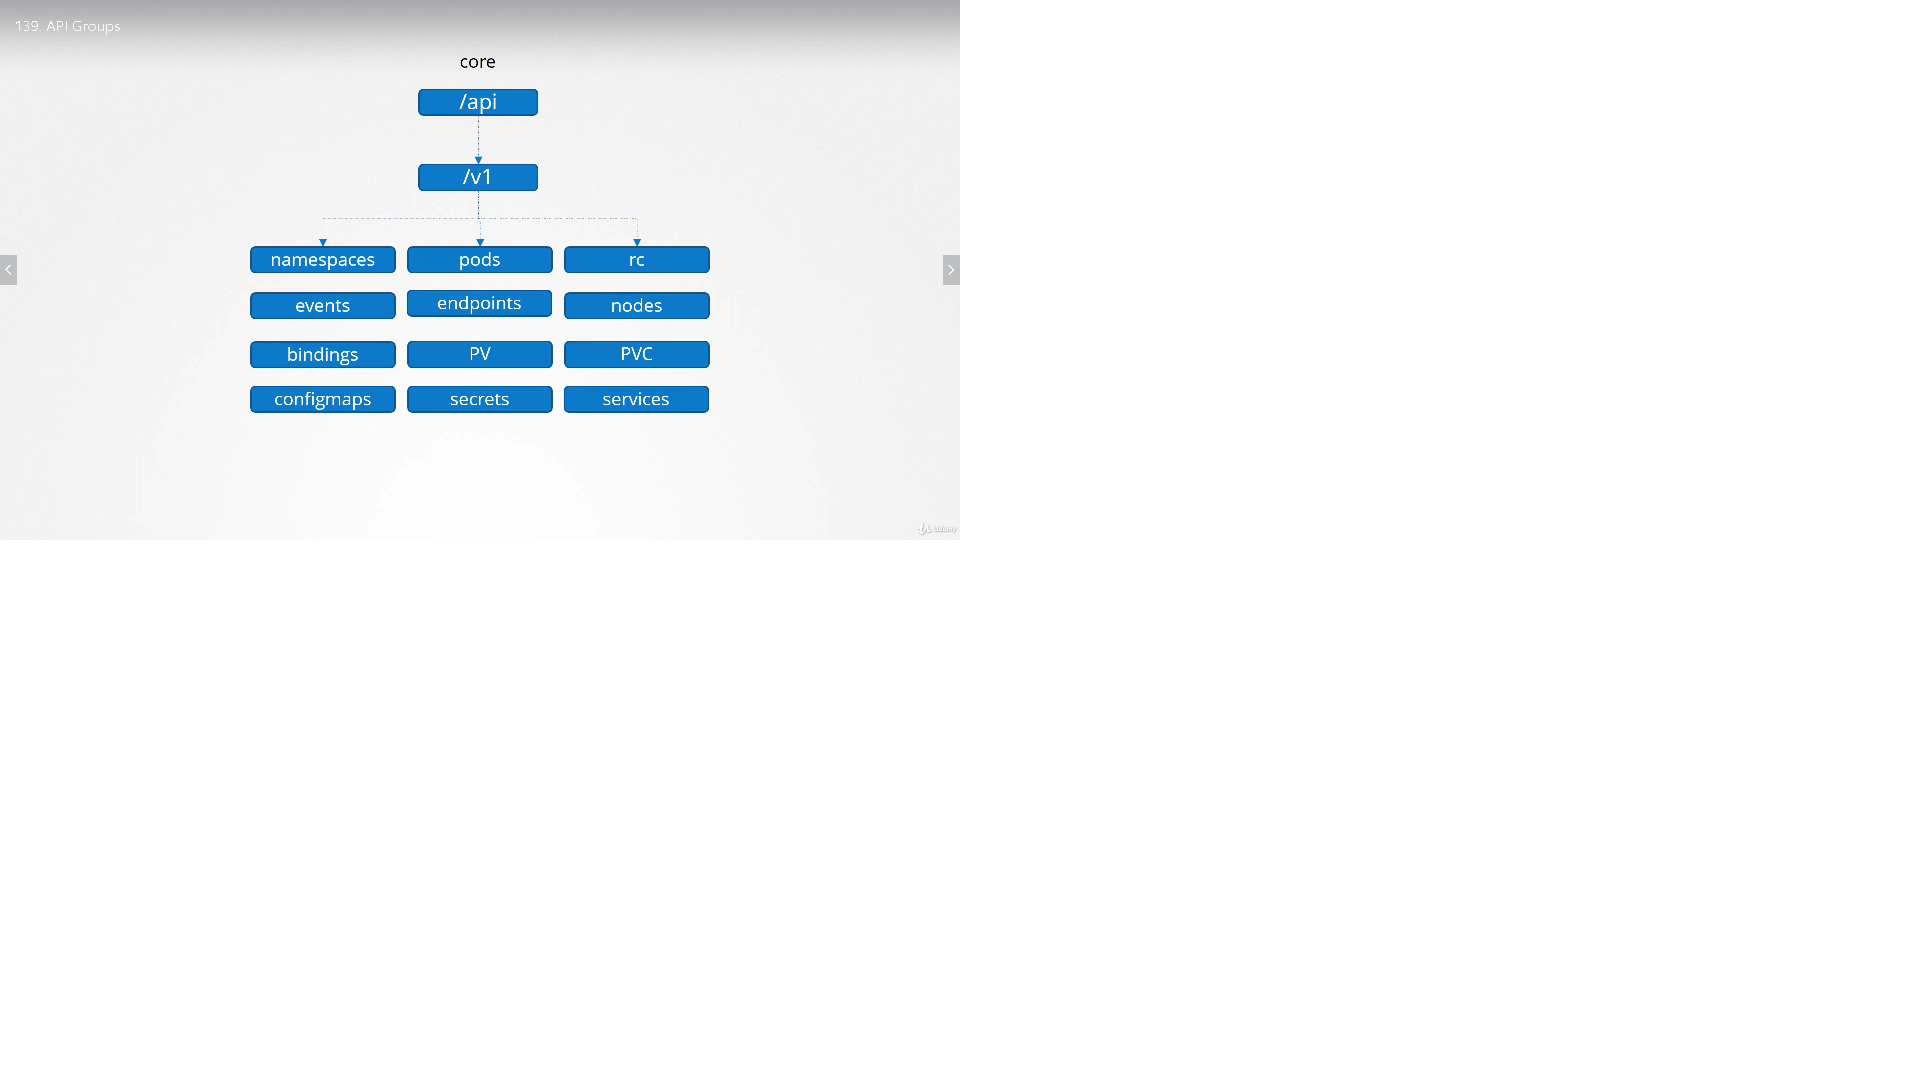 139. API Groups
core
/api
/v1
namespaces pods rc
events endpoints nodes
bindings PV PVC
configmaps secrets services
Udemy